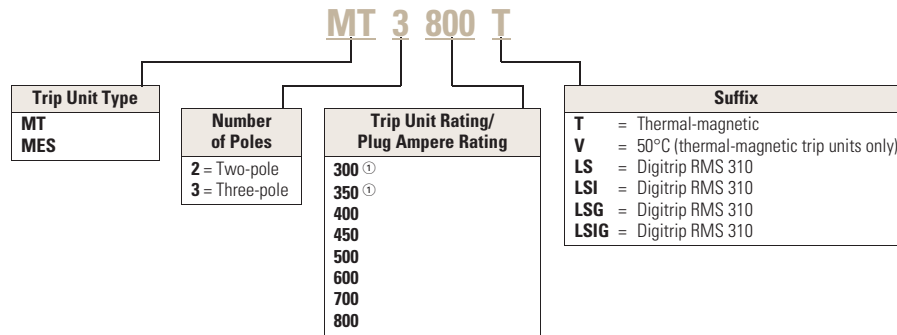 MT 3 800 T
Trip Unit Type
MT
MES
Number
of Poles
2 = Two-pole
3 = Three-pole
Trip Unit Rating/
Plug Ampere Rating
300 ①
350 ①
400
450
500
600
700
800
Suffix
T = Thermal-magnetic
V = 50°C (thermal-magnetic trip units only)
LS = Digitrip RMS 310
LSI = Digitrip RMS 310
LSG = Digitrip RMS 310
LSIG = Digitrip RMS 310